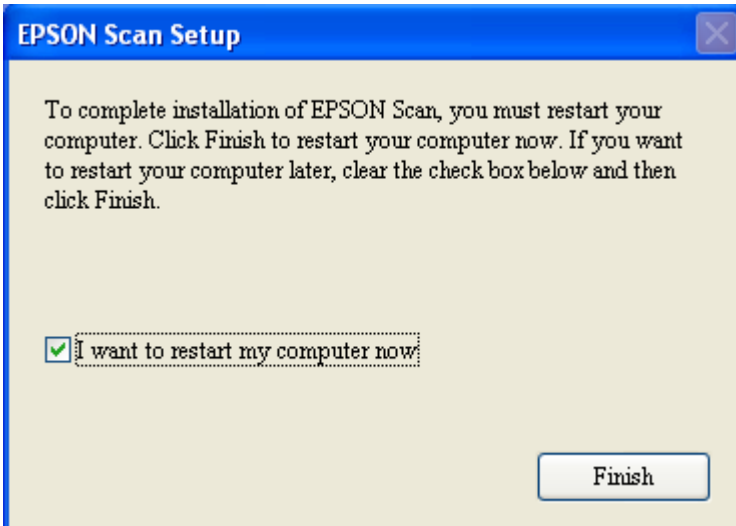 EPSON Scan Setup
To complete installation of EPSON Scan, you must restart your
computer. Click Finish to restart your computer now. If you want
to restart your computer later, clear the check box below and then
click Finish.
I want to restart my computer now
Finish